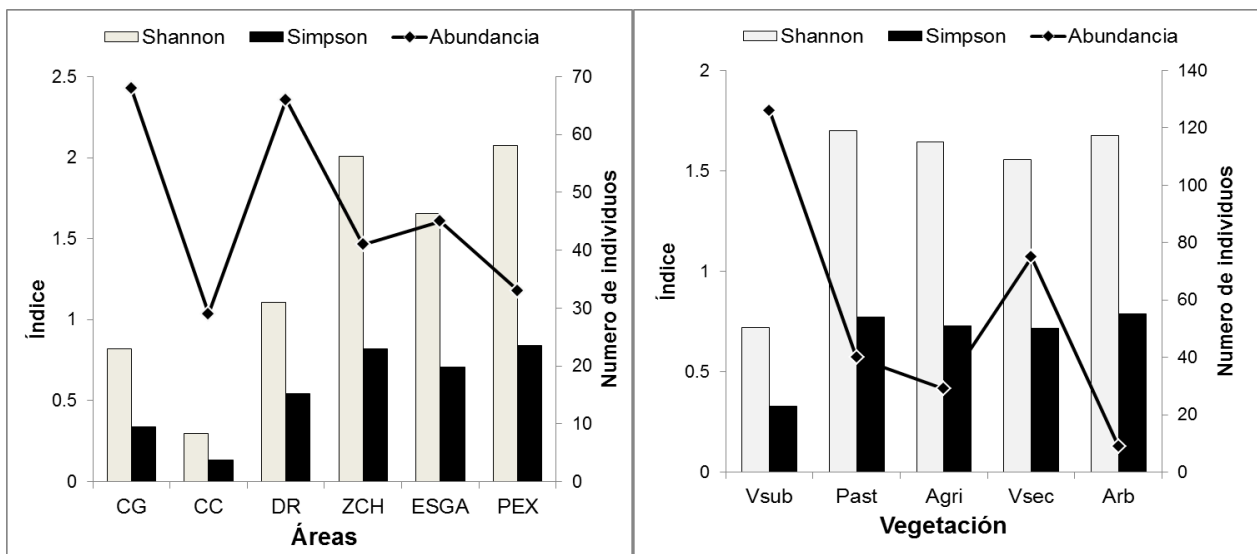 Shannon Simpson Abundancia
2.5
2
1.5
1
0.5
0
Índice
70
60
50
40
30
20
10
0
Numero de individuos
CG CC DR ZCH ESGA PEX
Áreas
Shannon Simpson Abundancia
2
1.5
1
0.5
0
Índice
140
120
100
80
60
40
20
0
Numero de individuos
Vsub Past Agri Vsec Arb
Vegetación